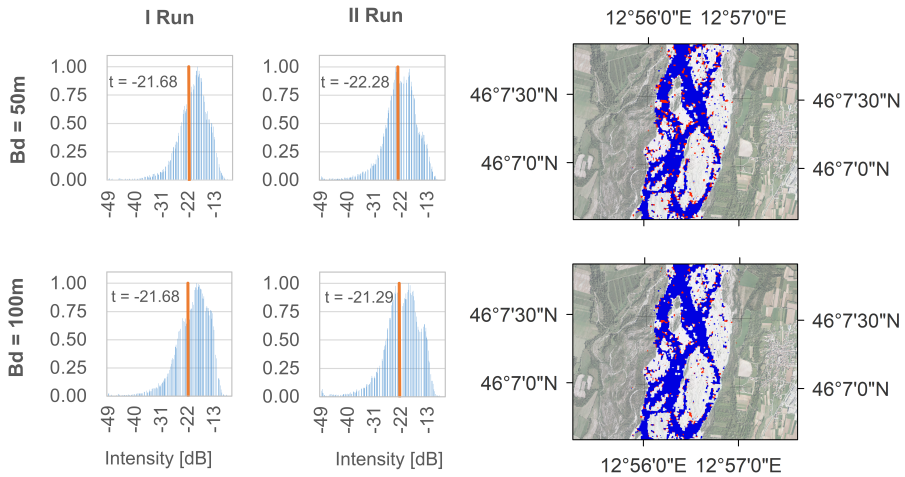 I Run
II Run
12°56'0"E 12°57'0"E
Bd = 50m
1.00
0.75
0.50
0.25
0.00
t = -21.68
-49 -40 -31 -22 -13
1.00
0.75
0.50
0.25
0.00
t = -22.28
-49 -40 -31 -22 -13
46°7'30"N
46°7'0"N
46°7'30"N
46°7'0"N
Bd = 100m
1.00
0.75
0.50
0.25
0.00
t = -21.68
-49 -40 -31 -22 -13
Intensity [dB]
1.00
0.75
0.50
0.25
0.00
t = -21.29
-49 -40 -31 -22 -13
Intensity [dB]
46°7'30"N
46°7'0"N
46°7'30"N
46°7'0"N
12°56'0"E 12°57'0"E